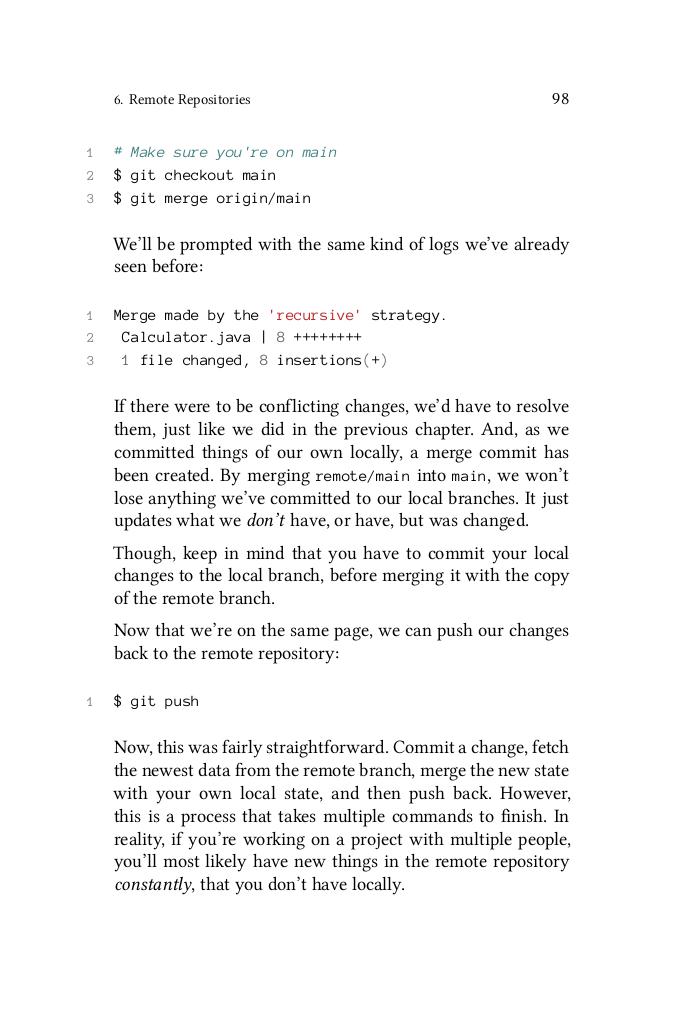 6. Remote Repositories 98
1 # Make sure you're on main
2 $ git checkout main
3 $ git merge origin/main
We’ll be prompted with the same kind of logs we’ve already
seen before:
1 Merge made by the 'recursive' strategy.
2  Calculator.java | 8 ++++++++
3  1 file changed, 8 insertions(+)
If there were to be conflicting changes, we’d have to resolve
them, just like we did in the previous chapter. And, as we
committed things of our own locally, a merge commit has
been created. By merging remote/main into main, we won’t
lose anything we’ve committed to our local branches. It just
updates what we don’t have, or have, but was changed.
Though, keep in mind that you have to commit your local
changes to the local branch, before merging it with the copy
of the remote branch.
Now that we’re on the same page, we can push our changes
back to the remote repository:
1 $ git push
Now, this was fairly straightforward. Commit a change, fetch
the newest data from the remote branch, merge the new state
with your own local state, and then push back. However,
this is a process that takes multiple commands to finish. In
reality, if you’re working on a project with multiple people,
you’ll most likely have new things in the remote repository
constantly, that you don’t have locally.